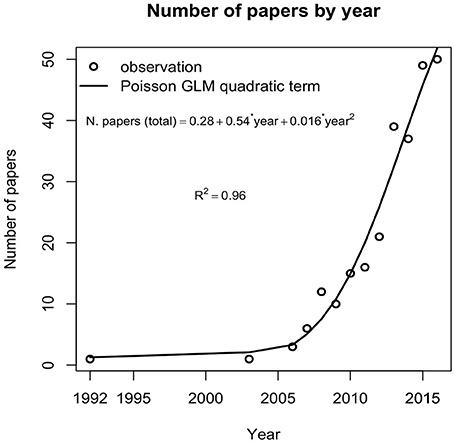 Number of papers by year
observation
Poisson GLM quadratic term
N. papers (total) = 0.28 + 0.54*year + 0.016*year²
R² = 0.96
Number of papers
50
40
30
20
10
0
1992 1995 2000 2005 2010 2015
Year